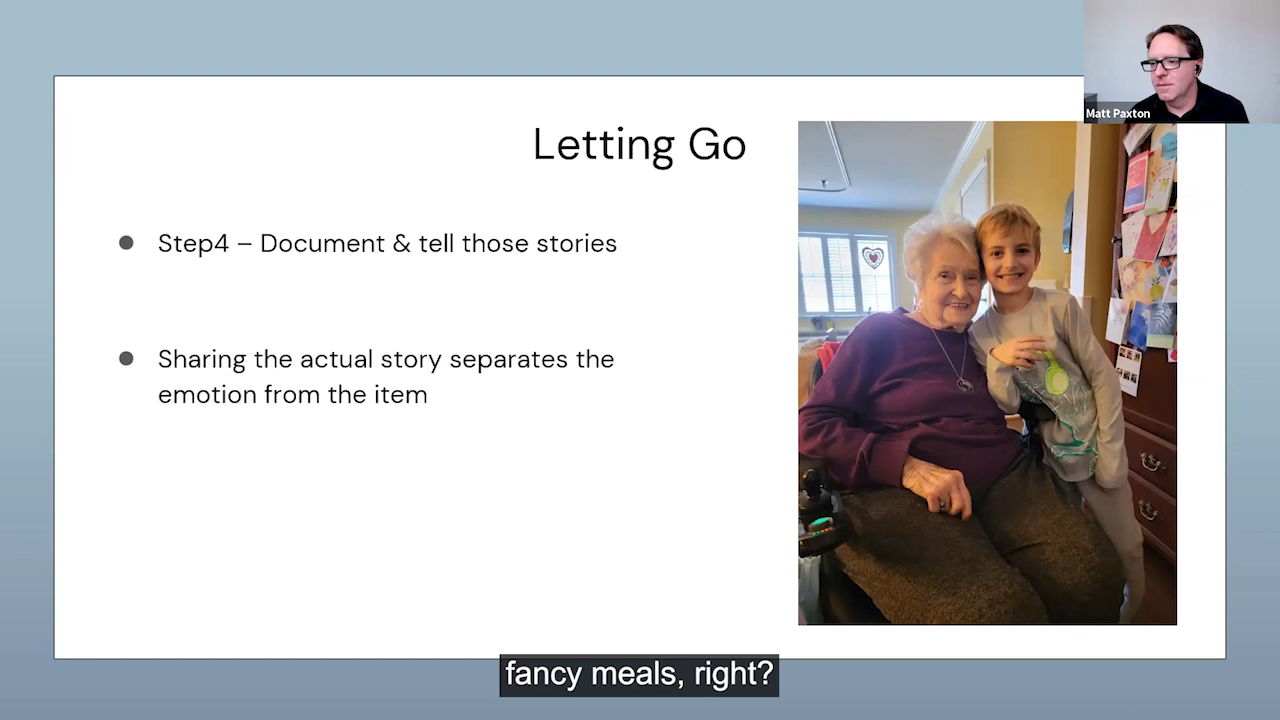 Matt Paxton
Letting Go
Step4 – Document & tell those stories
Sharing the actual story separates the
emotion from the item
fancy meals, right?